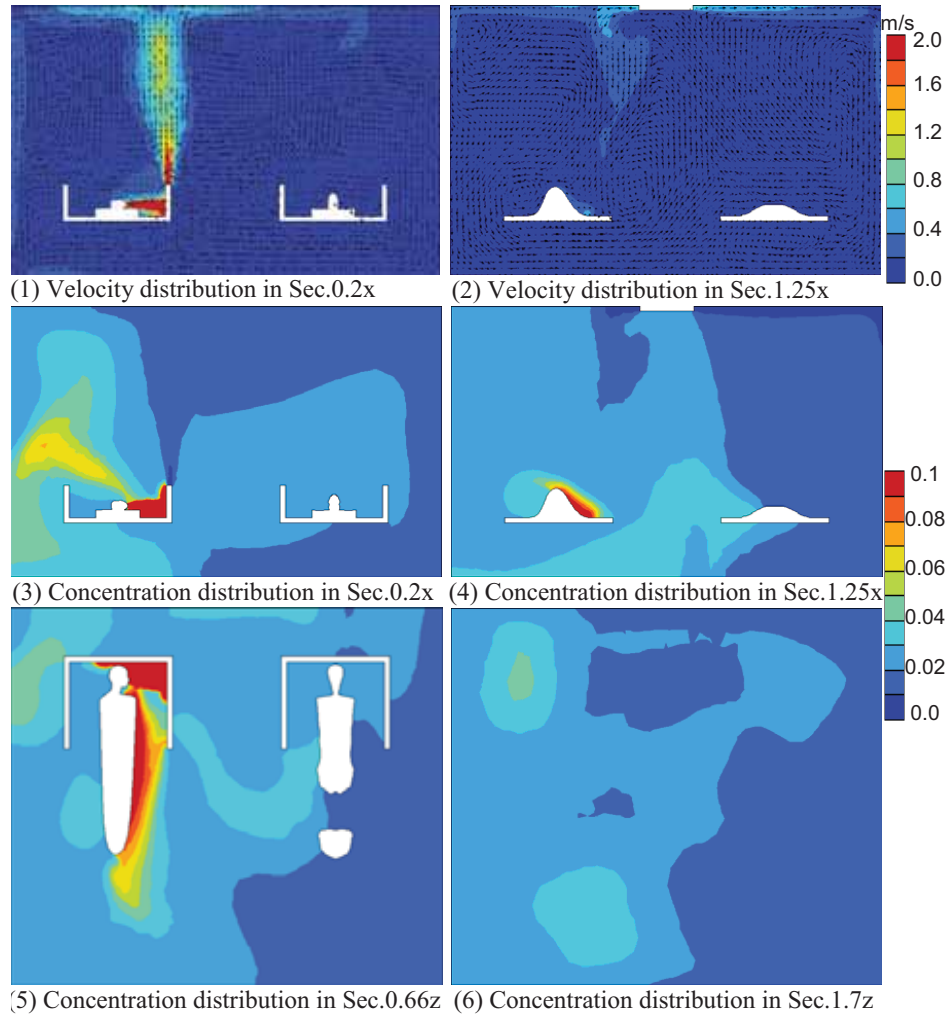 m/s
2.0
1.6
1.2
0.8
0.4
0.0
(1) Velocity distribution in Sec.0.2x
(2) Velocity distribution in Sec.1.25x
0.1
0.08
0.06
0.04
0.02
0.0
(3) Concentration distribution in Sec.0.2x
(4) Concentration distribution in Sec.1.25x
(5) Concentration distribution in Sec.0.66z
(6) Concentration distribution in Sec.1.7z